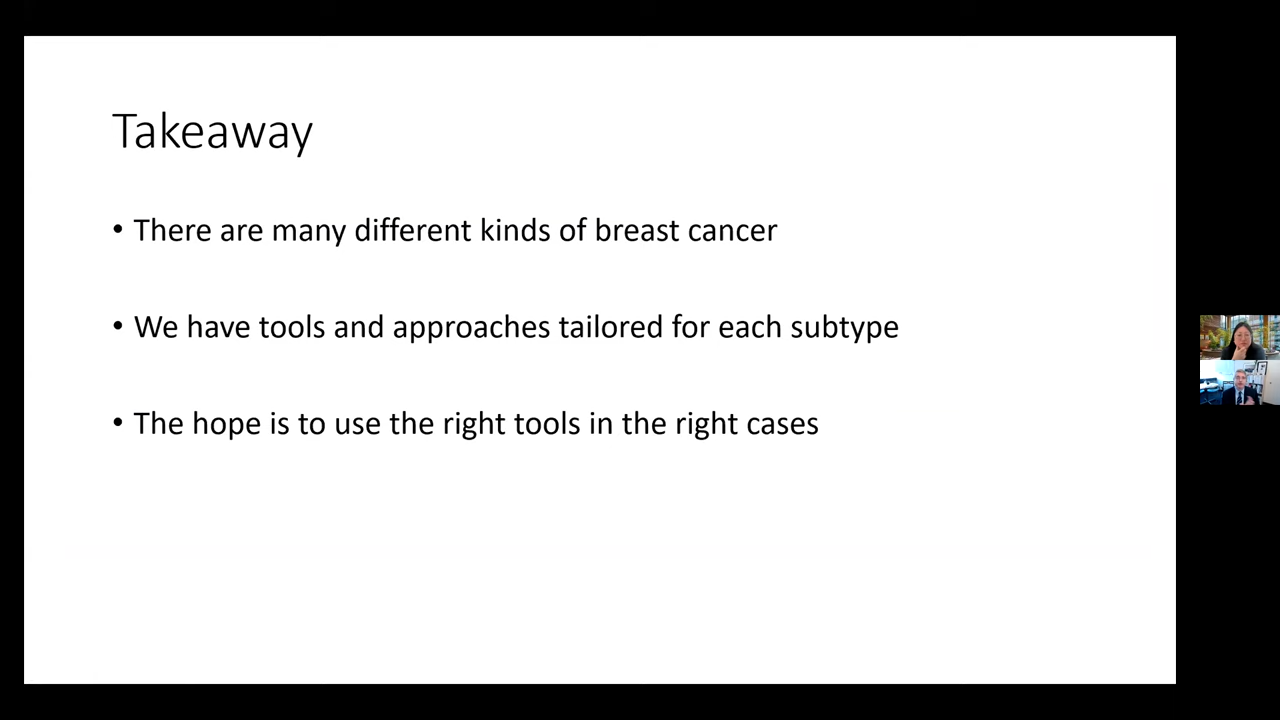 Takeaway
• There are many different kinds of breast cancer
• We have tools and approaches tailored for each subtype
• The hope is to use the right tools in the right cases